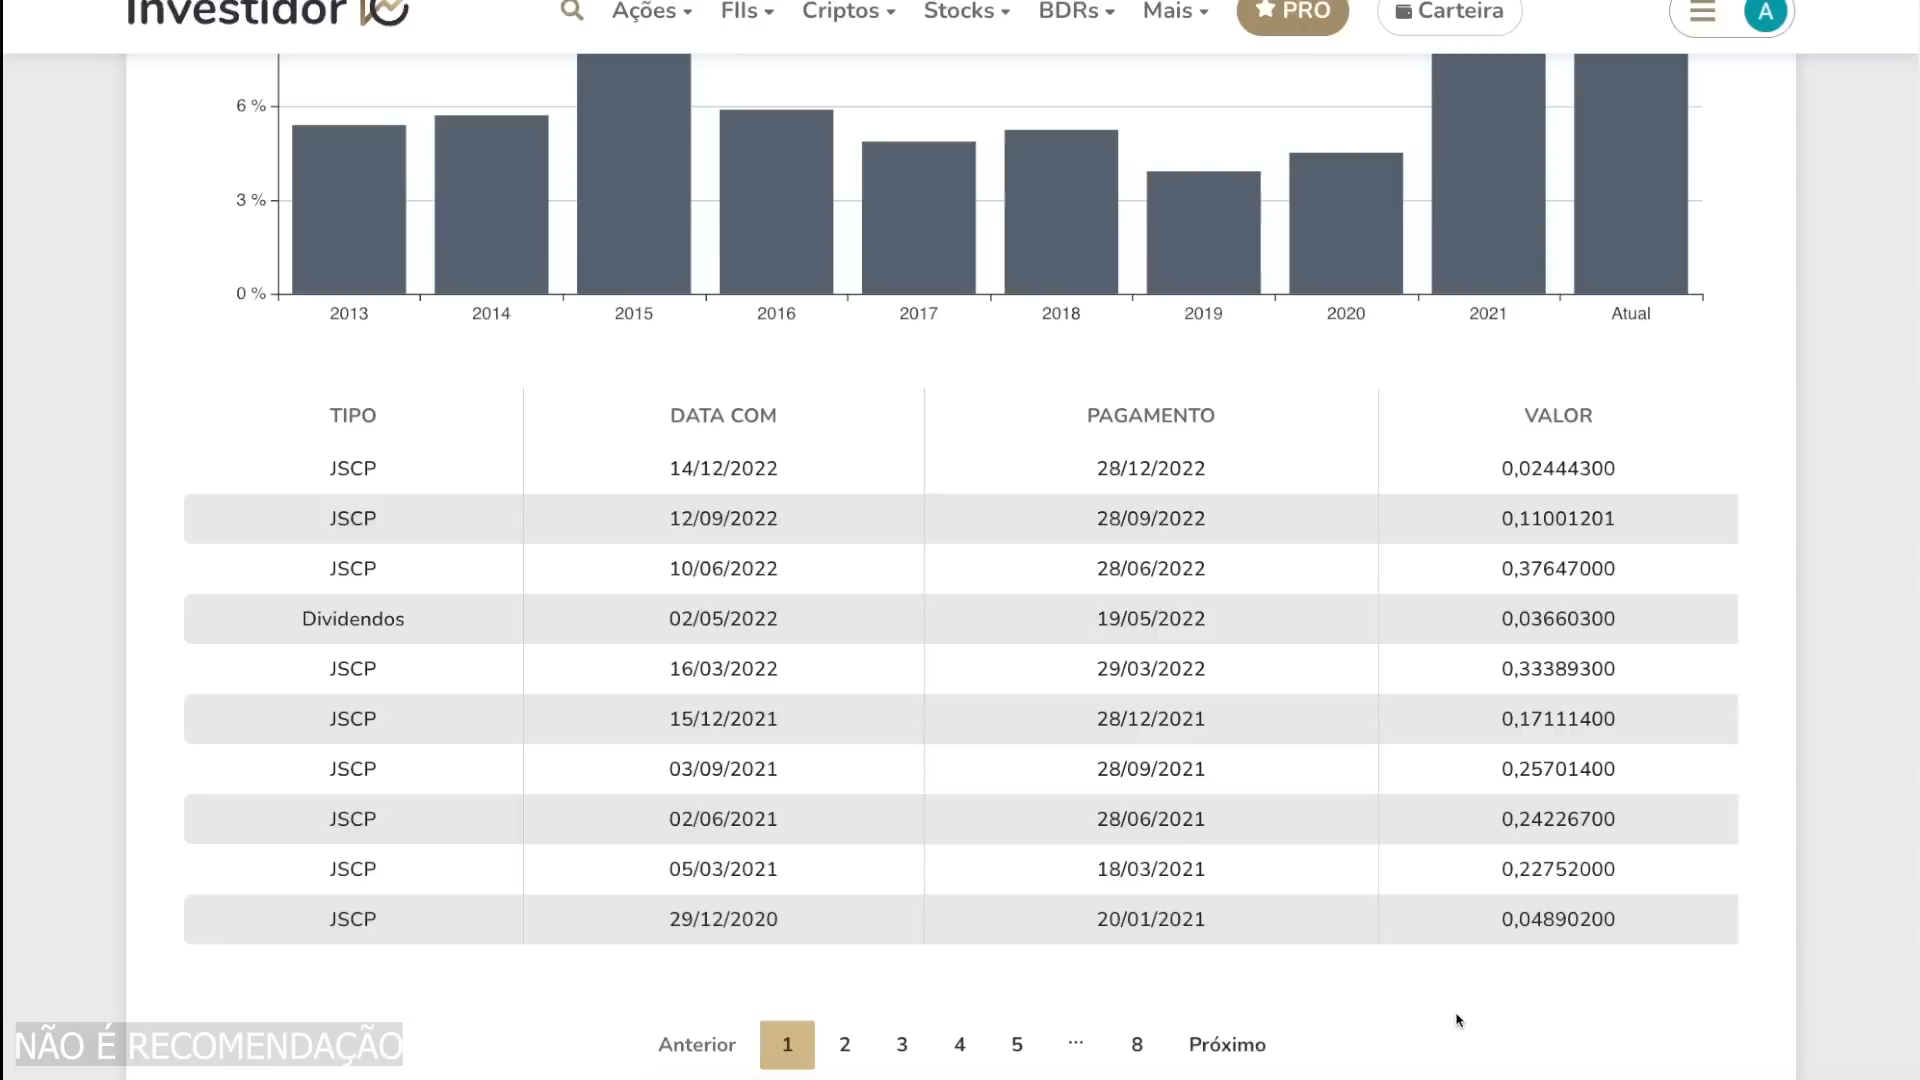 Investidor 10
Ações FIIs Criptos Stocks BDRs Mais PRO Carteira A
6 %
3 %
0 %
2013 2014 2015 2016 2017 2018 2019 2020 2021 Atual
TIPO DATA COM PAGAMENTO VALOR
JSCP 14/12/2022 28/12/2022 0,02444300
JSCP 12/09/2022 28/09/2022 0,11001201
JSCP 10/06/2022 28/06/2022 0,37647000
Dividendos 02/05/2022 19/05/2022 0,03660300
JSCP 16/03/2022 29/03/2022 0,33389300
JSCP 15/12/2021 28/12/2021 0,17111400
JSCP 03/09/2021 28/09/2021 0,25701400
JSCP 02/06/2021 28/06/2021 0,24226700
JSCP 05/03/2021 18/03/2021 0,22752000
JSCP 29/12/2020 20/01/2021 0,04890200
NÃO É RECOMENDAÇÃO
Anterior 1 2 3 4 5 ... 8 Próximo